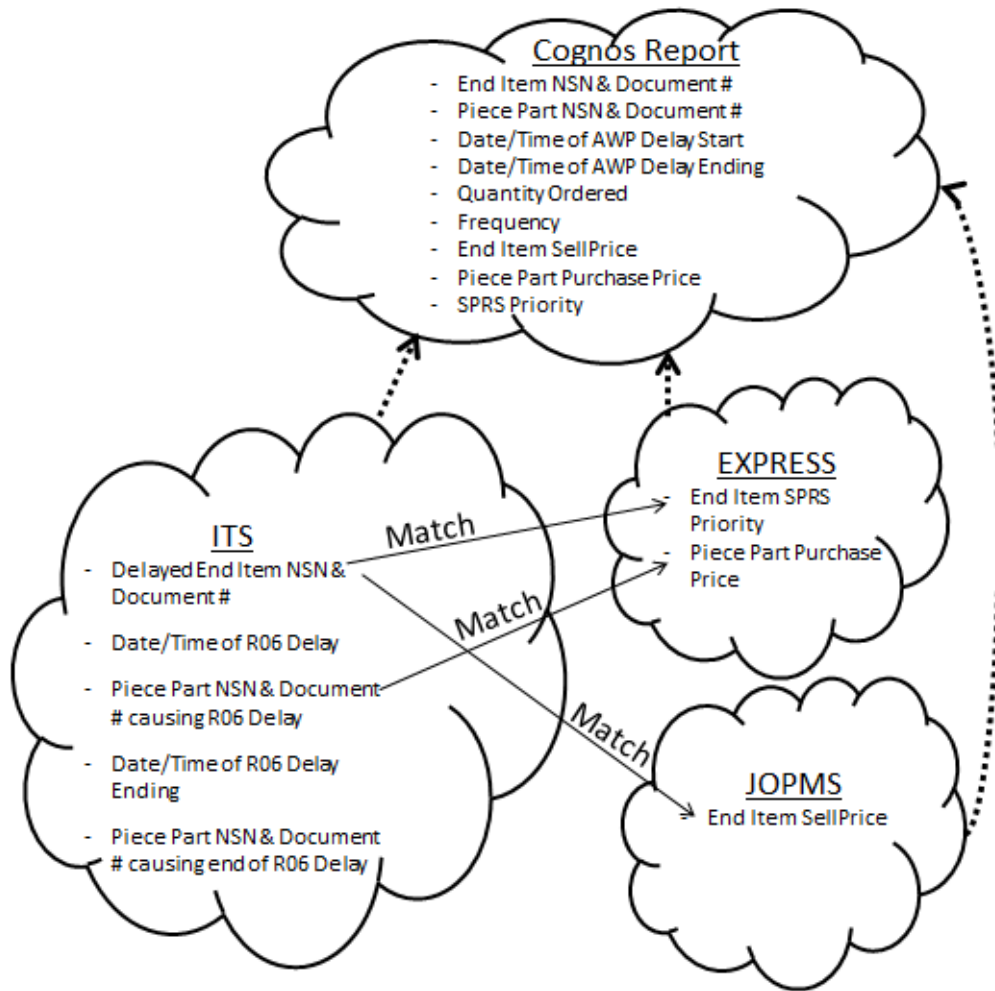 Cognos Report
- End Item NSN & Document #
- Piece Part NSN & Document #
- Date/Time of AWP Delay Start
- Date/Time of AWP Delay Ending
- Quantity Ordered
- Frequency
- End Item Sell Price
- Piece Part Purchase Price
- SPRS Priority
ITS
- Delayed End Item NSN &
Document #
- Date/Time of R06 Delay
- Piece Part NSN & Document
# causing R06 Delay
- Date/Time of R06 Delay
Ending
- Piece Part NSN & Document
# causing end of R06 Delay
Match
Match
Match
EXPRESS
- End Item SPRS
Priority
- Piece Part Purchase
Price
JOPMS
- End Item Sell Price